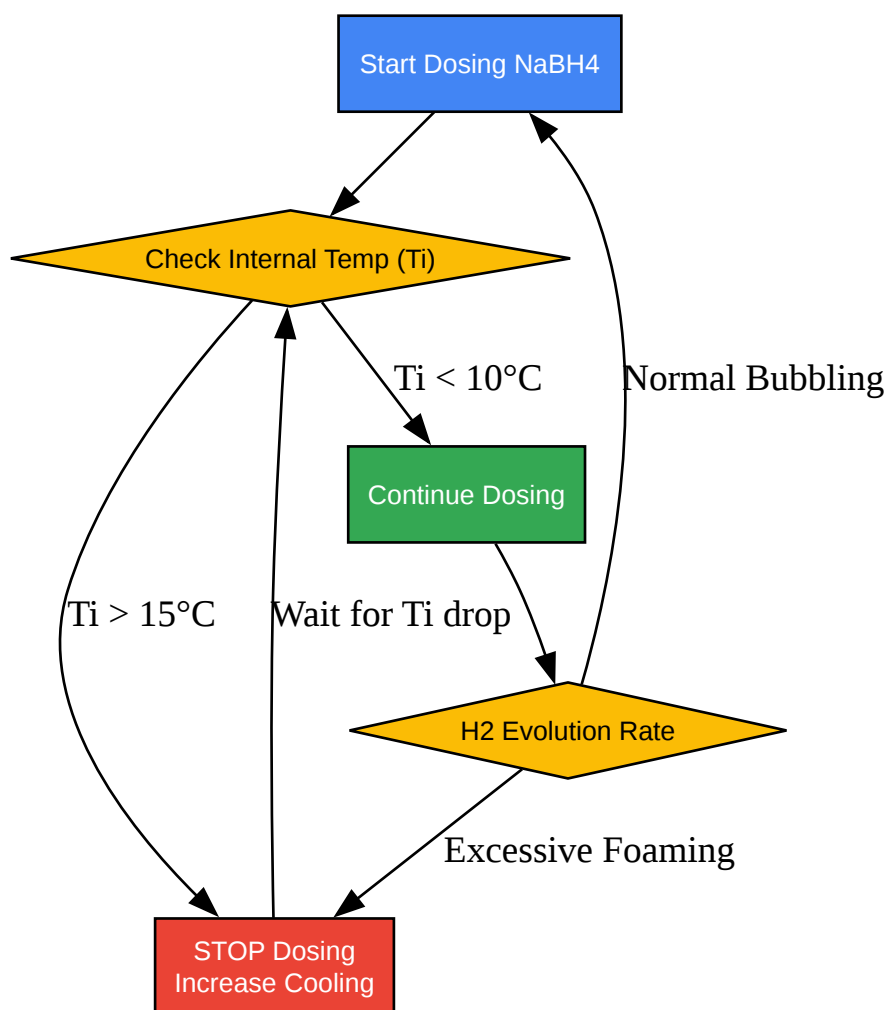 Start Dosing NaBH4
Check Internal Temp (Ti)
Ti < 10°C
Normal Bubbling
Continue Dosing
Ti > 15°C
Wait for Ti drop
H2 Evolution Rate
Excessive Foaming
STOP Dosing
Increase Cooling